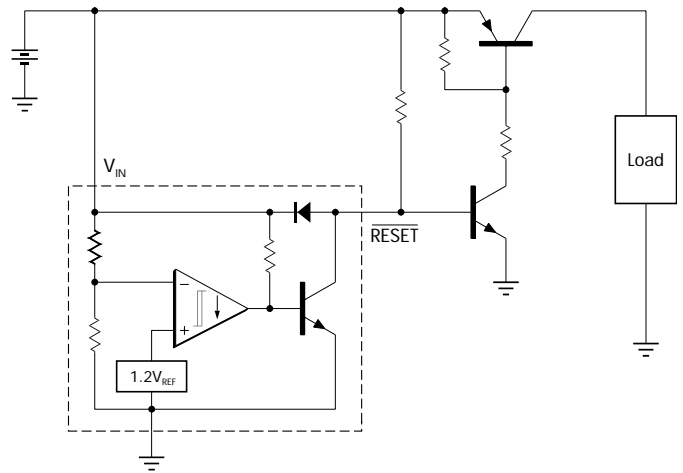 V_IN
Load
RESET
−
+
1.2V_REF